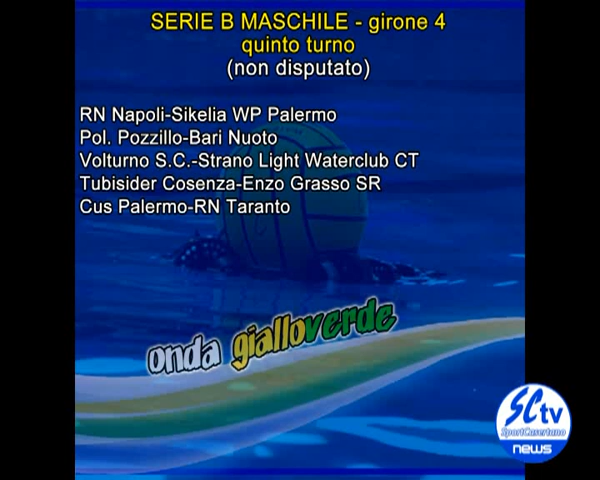 SERIE B MASCHILE - girone 4
quinto turno
(non disputato)
RN Napoli-Sikelia WP Palermo
Pol. Pozzillo-Bari Nuoto
Volturno S.C.-Strano Light Waterclub CT
Tubisider Cosenza-Enzo Grasso SR
Cus Palermo-RN Taranto
onda gialloverde
SCtv
SportCasertano
news